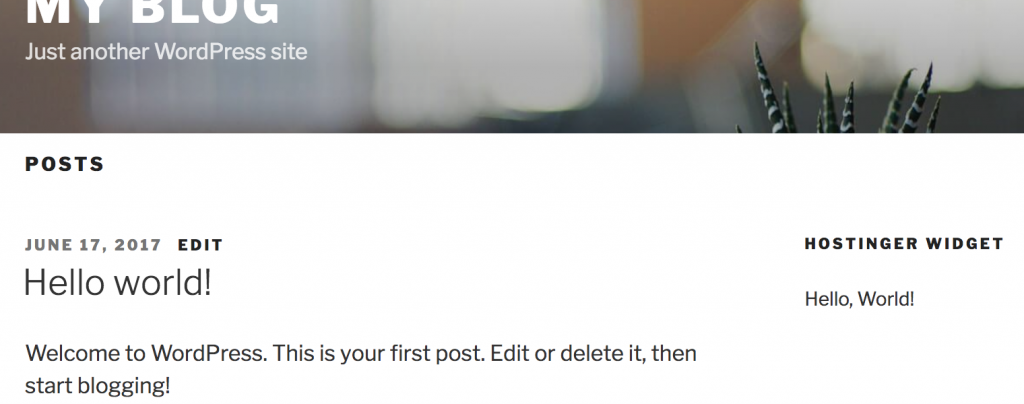 MY BLOG
Just another WordPress site
POSTS
JUNE 17, 2017 EDIT
Hello world!
Welcome to WordPress. This is your first post. Edit or delete it, then
start blogging!
HOSTINGER WIDGET
Hello, World!